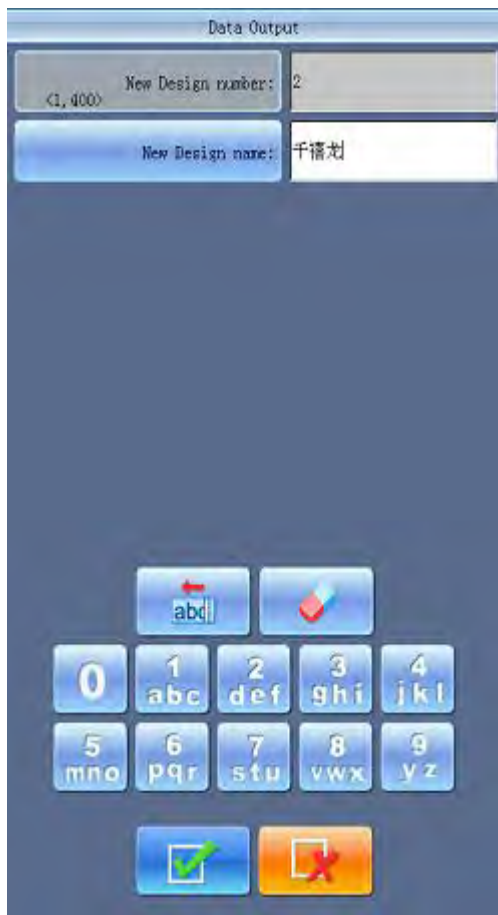 Data Output
New Design number: 2
<1,400>
New Design name: 千禧龙
abc
0
1 abc
2 def
3 ghi
4 jkl
5 mno
6 pqr
7 stu
8 vwx
9 yz